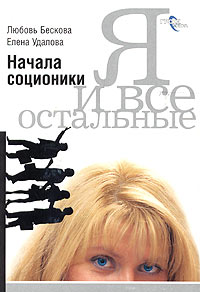 Любовь Бескова
Елена Удалова
Начала
соционики
Я
и все
остальные